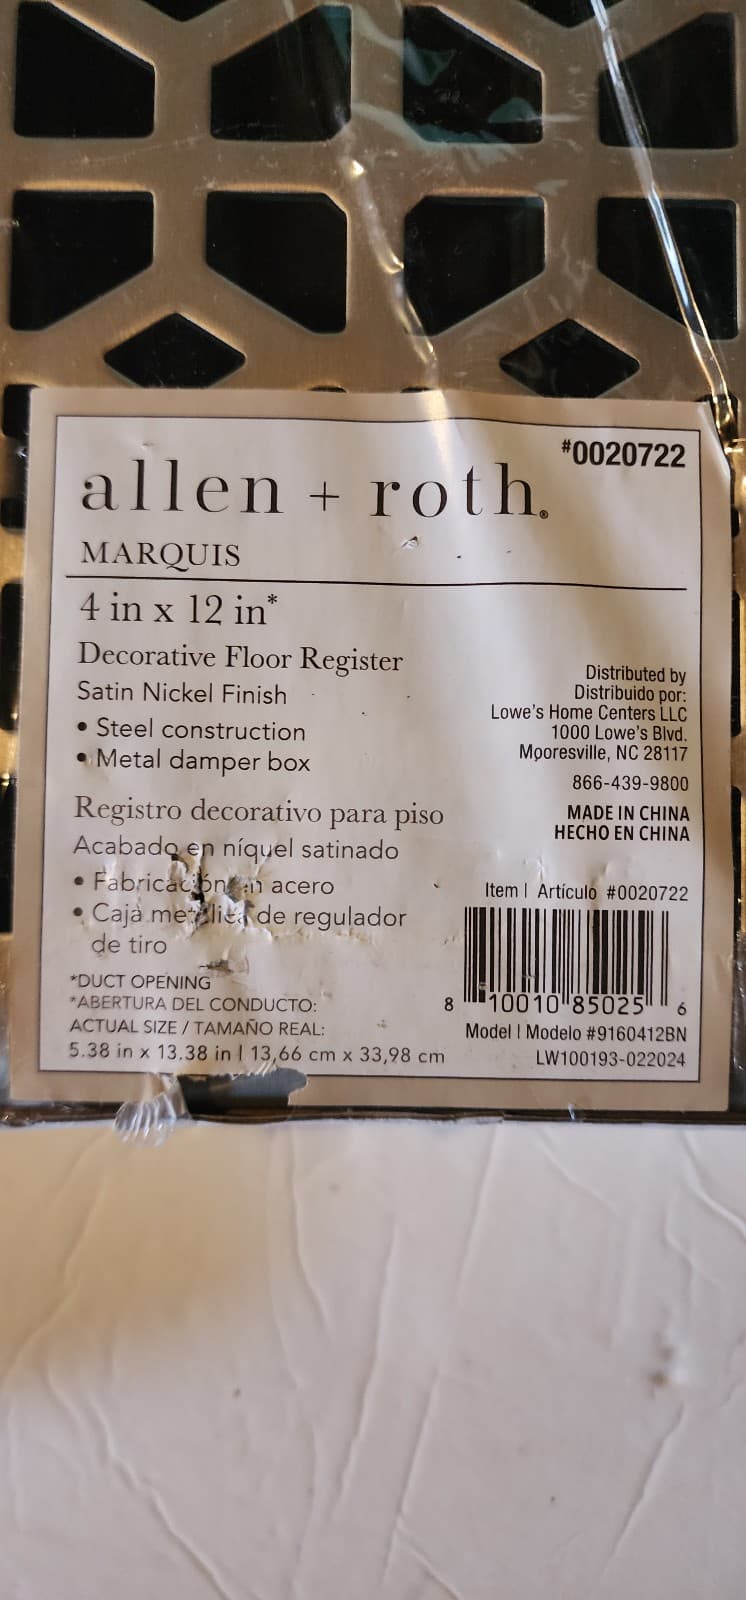 #0020722
allen + roth®
MARQUIS
4 in x 12 in*
Decorative Floor Register
Satin Nickel Finish
• Steel construction
• Metal damper box
Registro decorativo para piso
Acabado en níquel satinado
• Fabricación en acero
• Caja metálica de regulador
de tiro
*DUCT OPENING
*ABERTURA DEL CONDUCTO:
ACTUAL SIZE / TAMAÑO REAL:
5.38 in x 13.38 in | 13,66 cm x 33,98 cm
Distributed by
Distribuido por:
Lowe's Home Centers LLC
1000 Lowe's Blvd.
Mooresville, NC 28117
866-439-9800
MADE IN CHINA
HECHO EN CHINA
Item | Artículo #0020722
8 10010 85025 6
Model | Modelo #9160412BN
LW100193-022024